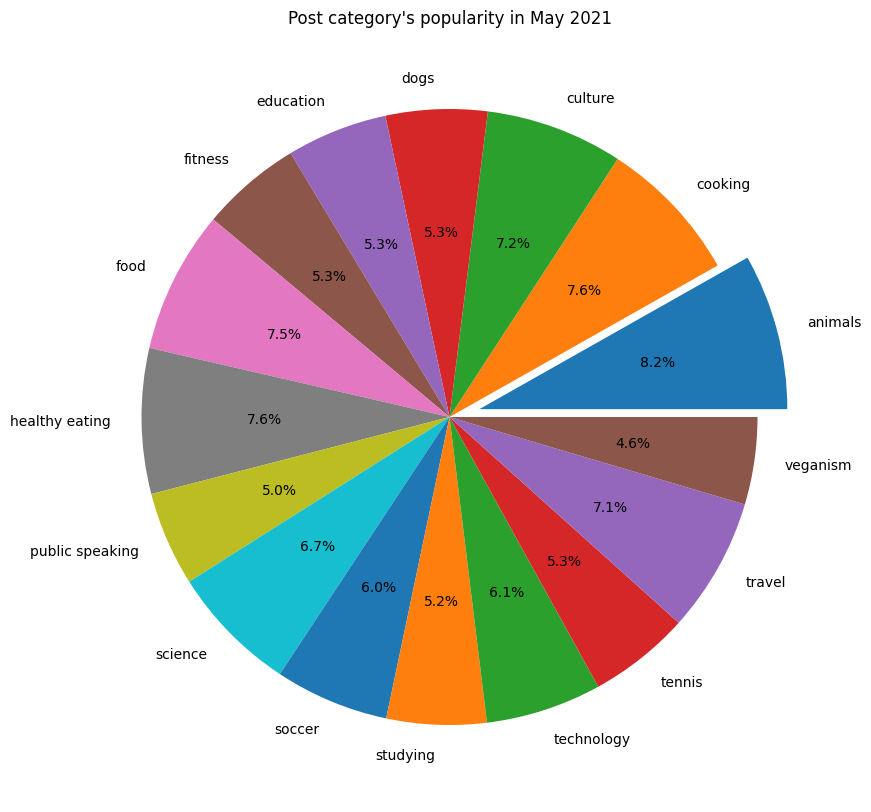 Post category's popularity in May 2021
dogs
culture
education
cooking
fitness
food
animals
healthy eating
veganism
public speaking
travel
science
tennis
soccer
technology
studying
5.3%
7.2%
5.3%
5.3%
7.6%
7.5%
8.2%
7.6%
4.6%
5.0%
7.1%
6.7%
5.3%
6.0%
6.1%
5.2%